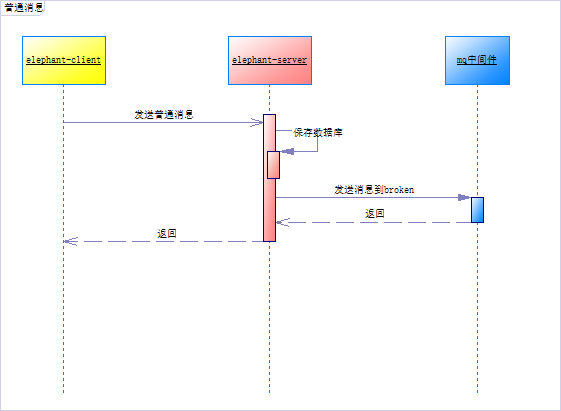 普通消息
elephant-client
elephant-server
mq中间件
发送普通消息
保存数据库
发送消息到broken
返回
返回